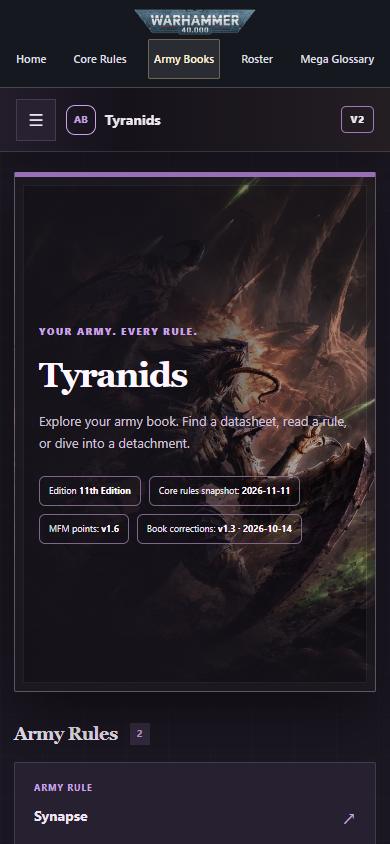 WARHAMMER
40,000
Home Core Rules Army Books Roster Mega Glossary
☰ AB Tyranids V2
YOUR ARMY. EVERY RULE.
Tyranids
Explore your army book. Find a datasheet, read a rule,
or dive into a detachment.
Edition 11th Edition Core rules snapshot: 2026-11-11
MFM points: v1.6 Book corrections: v1.3 · 2026-10-14
Army Rules 2
ARMY RULE
Synapse ↗